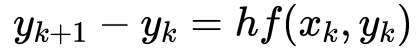 y_{k+1} − y_k = hf(x_k, y_k)